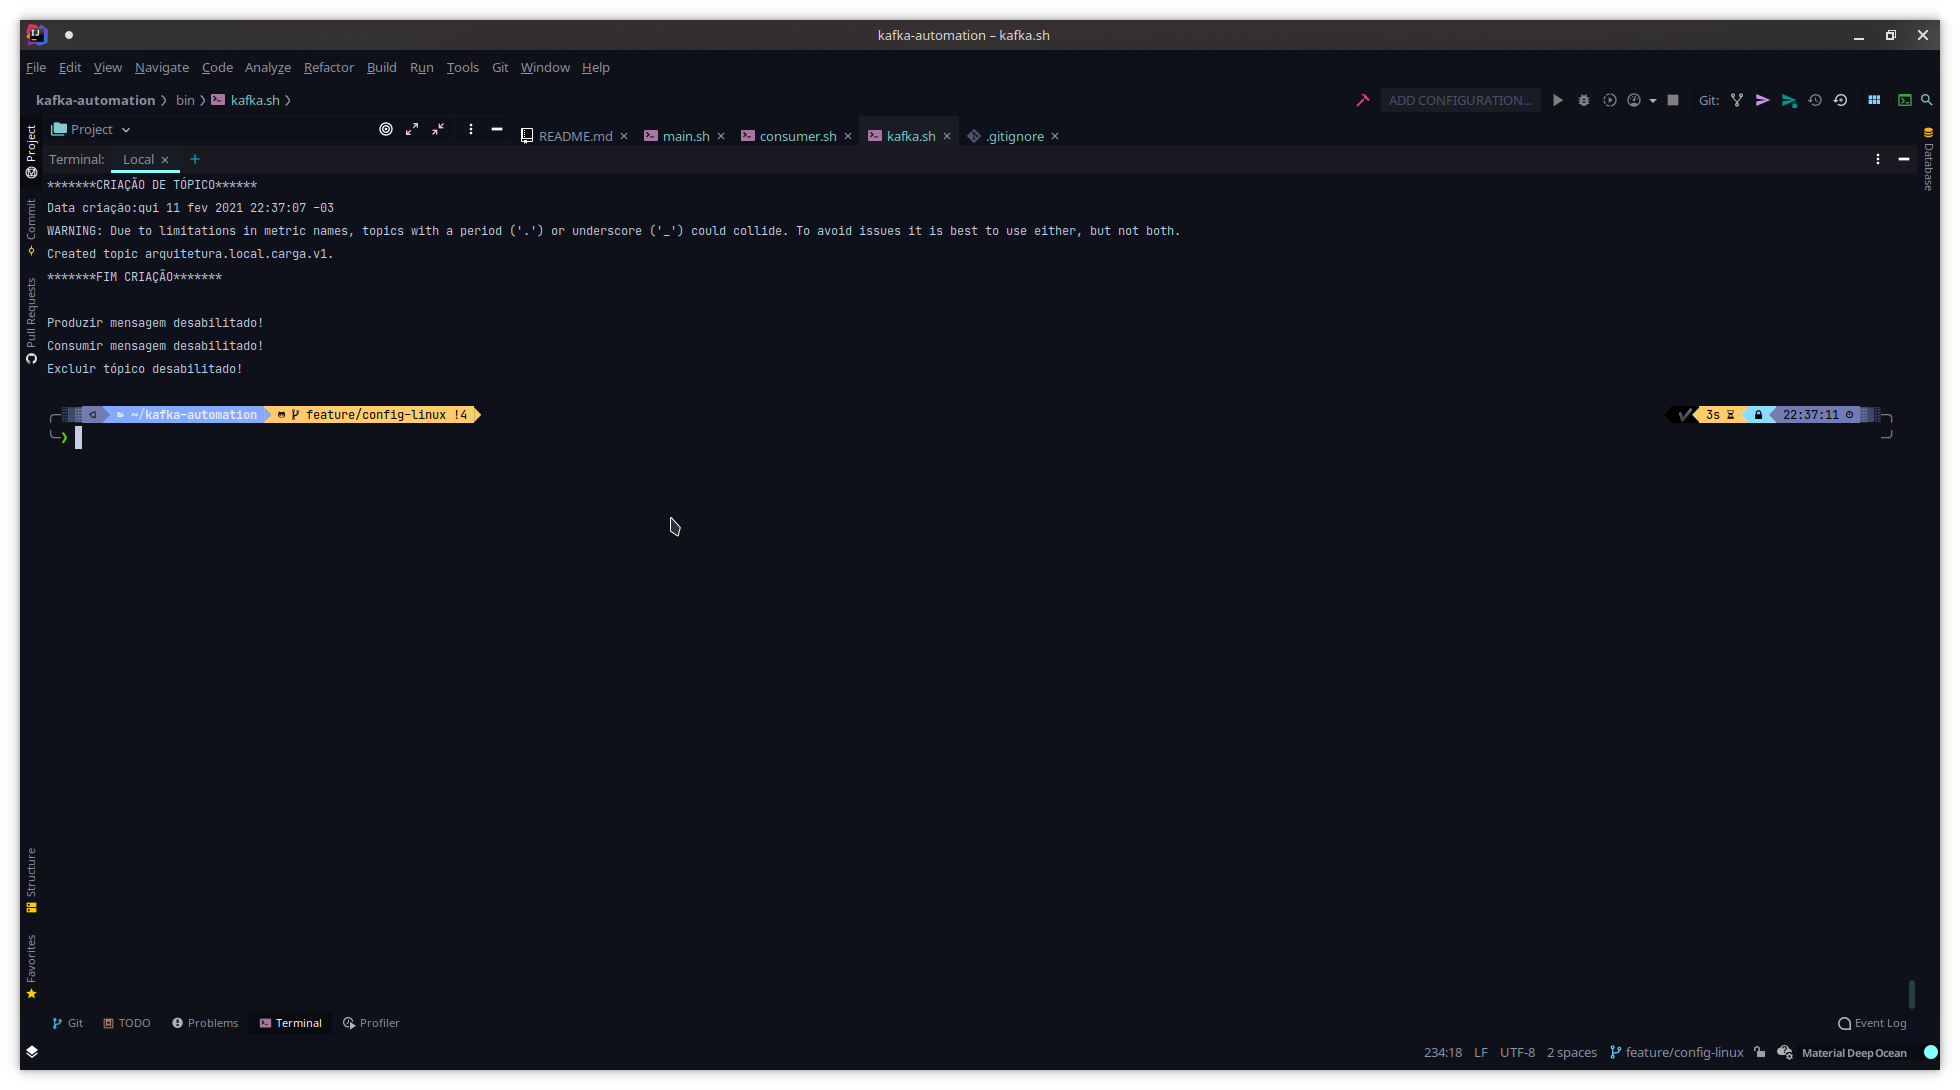 kafka-automation – kafka.sh
File Edit View Navigate Code Analyze Refactor Build Run Tools Git Window Help
kafka-automation bin kafka.sh
ADD CONFIGURATION...
Git:
Project
README.md
main.sh
consumer.sh
kafka.sh
.gitignore
Terminal: Local
Project
Commit
Pull Requests
Structure
Favorites
Database
*******CRIAÇÃO DE TÓPICO******
Data criação:qui 11 fev 2021 22:37:07 -03
WARNING: Due to limitations in metric names, topics with a period ('.') or underscore ('_') could collide. To avoid issues it is best to use either, but not both.
Created topic arquitetura.local.carga.v1.
*******FIM CRIAÇÃO*******
Produzir mensagem desabilitado!
Consumir mensagem desabilitado!
Excluir tópico desabilitado!
~/kafka-automation feature/config-linux !4
3s 22:37:11
Git TODO Problems Terminal Profiler
Event Log
234:18 LF UTF-8 2 spaces feature/config-linux Material Deep Ocean